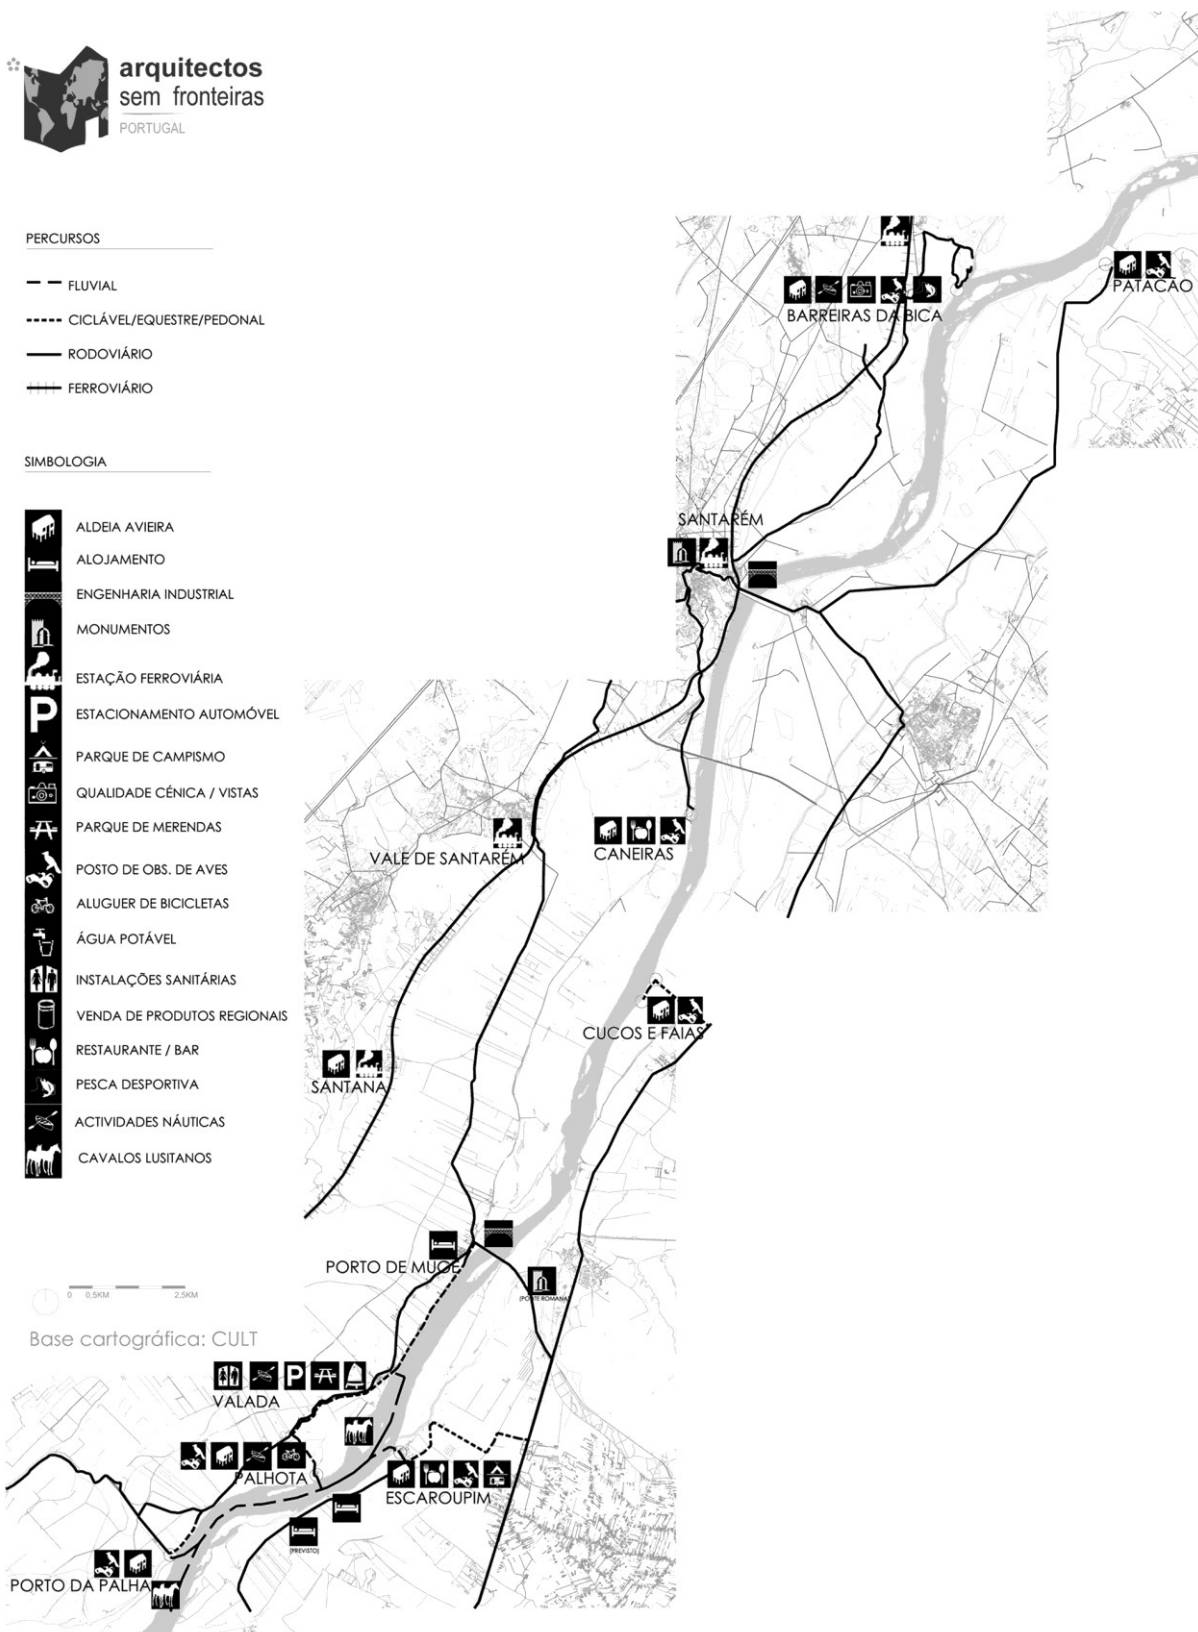 arquitectos
sem fronteiras
PORTUGAL
PERCURSOS
FLUVIAL
CICLÁVEL/EQUESTRE/PEDONAL
RODOVIÁRIO
FERROVIÁRIO
SIMBOLOGIA
ALDEIA AVIEIRA
ALOJAMENTO
ENGENHARIA INDUSTRIAL
MONUMENTOS
ESTAÇÃO FERROVIÁRIA
P
ESTACIONAMENTO AUTOMÓVEL
PARQUE DE CAMPISMO
QUALIDADE CÉNICA / VISTAS
PARQUE DE MERENDAS
POSTO DE OBS. DE AVES
ALUGUER DE BICICLETAS
ÁGUA POTÁVEL
INSTALAÇÕES SANITÁRIAS
VENDA DE PRODUTOS REGIONAIS
RESTAURANTE / BAR
PESCA DESPORTIVA
ACTIVIDADES NÁUTICAS
CAVALOS LUSITANOS
0 0,5KM 2,5KM
Base cartográfica: CULT
PATACÃO
BARREIRAS DA BICA
SANTARÉM
VALE DE SANTARÉM
CANEIRAS
CUCOS E FAIAS
SANTANA
PORTO DE MUGE
(PONTE ROMANA)
P
VALADA
PALHOTA
ESCAROUPIM
(PREVISTO)
PORTO DA PALHA